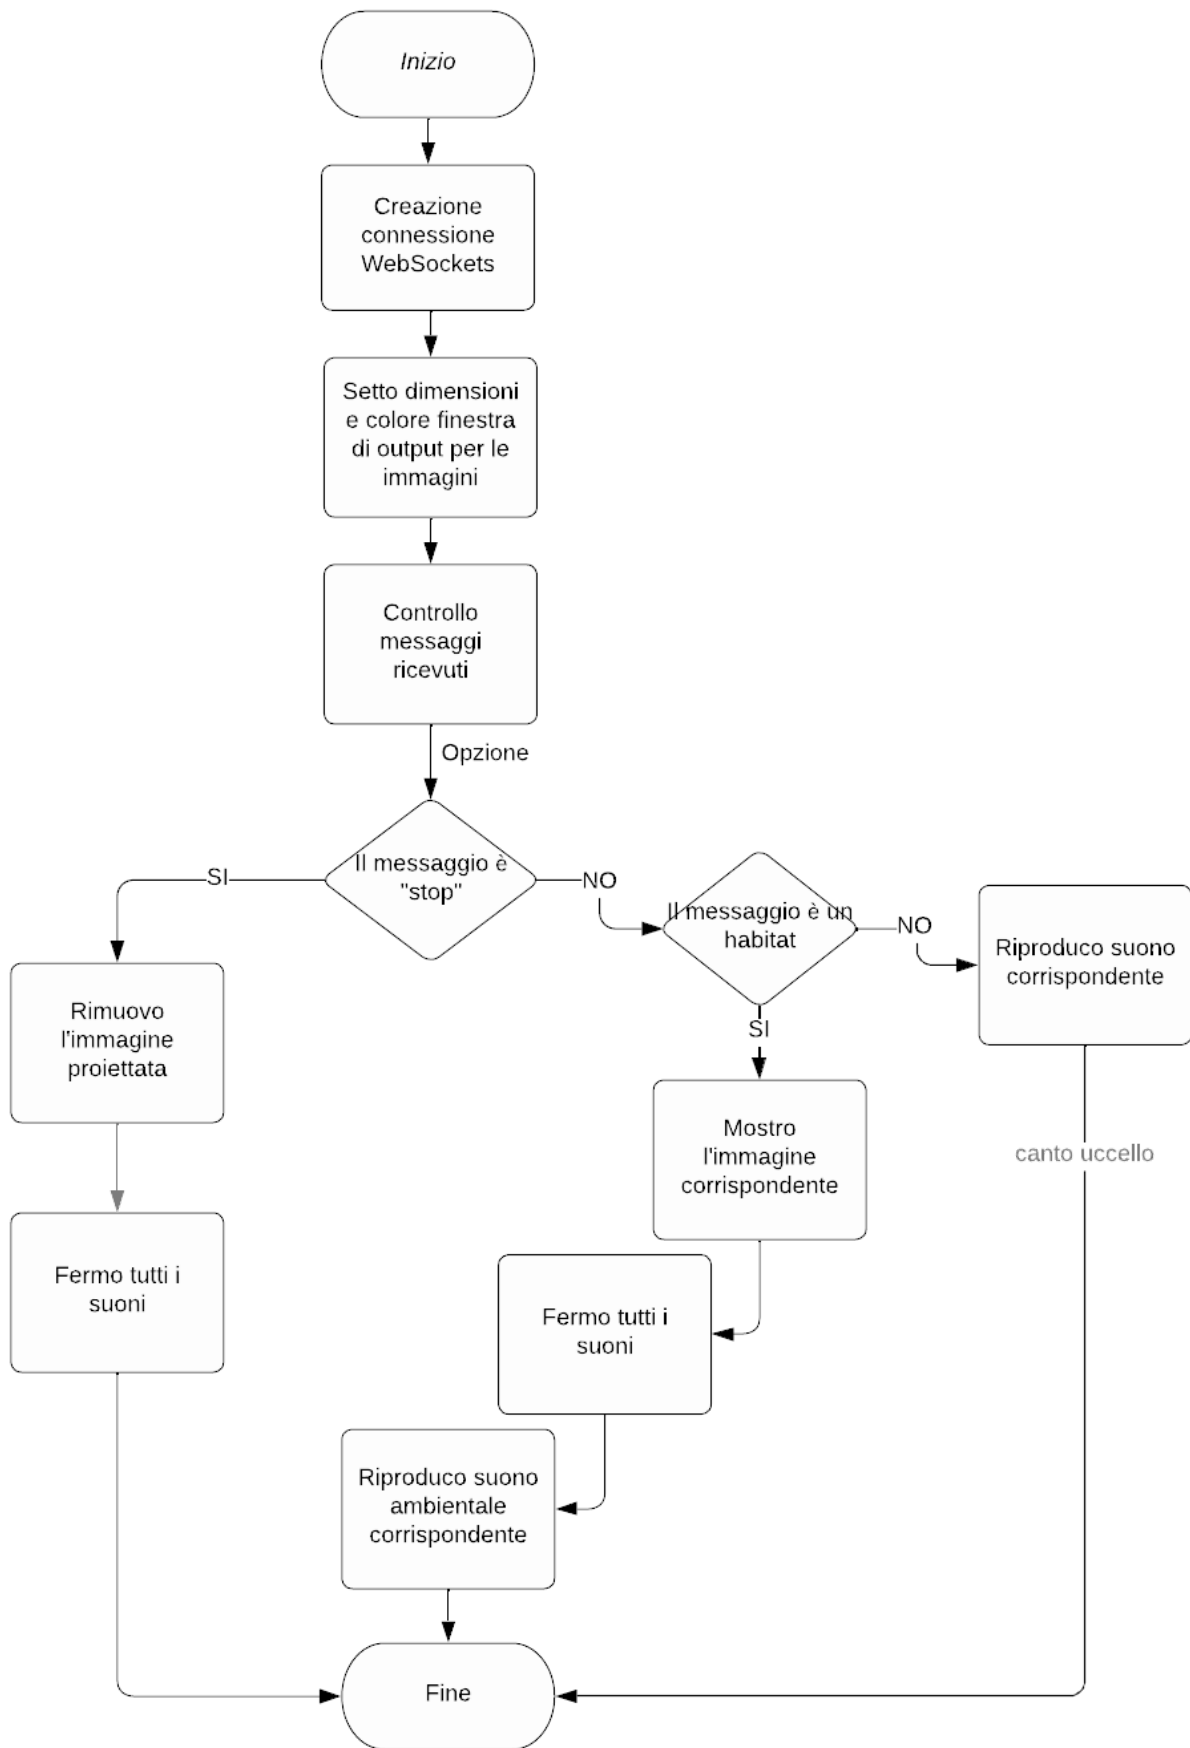 Inizio
Creazione
connessione
WebSockets
Setto dimensioni
e colore finestra
di output per le
immagini
Controllo
messaggi
ricevuti
Opzione
Il messaggio è
"stop"
SI
NO
Il messaggio è un
habitat
NO
SI
Riproduco suono
corrispondente
canto uccello
Rimuovo
l'immagine
proiettata
Fermo tutti i
suoni
Mostro
l'immagine
corrispondente
Fermo tutti i
suoni
Riproduco suono
ambientale
corrispondente
Fine